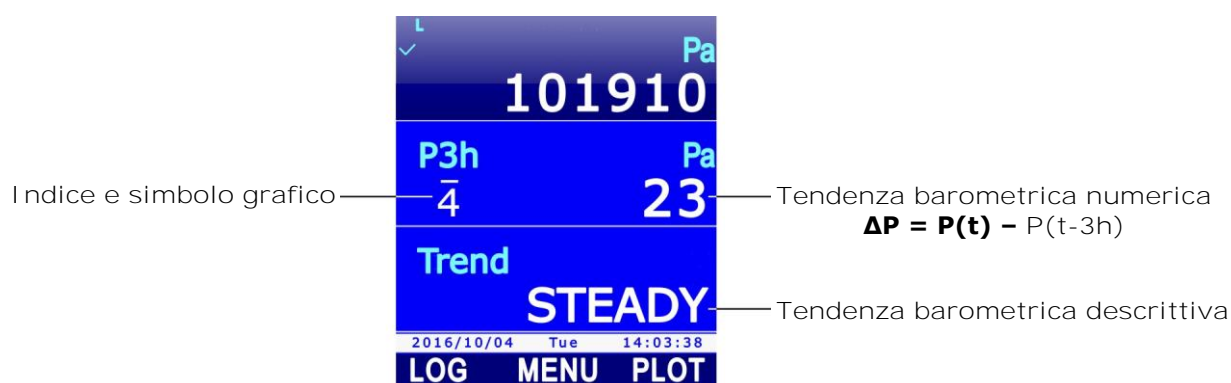 L
✓ Pa
101910
P3h Pa
Indice e simbolo grafico 4 23 Tendenza barometrica numerica
ΔP = P(t) – P(t-3h)
Trend
STEADY Tendenza barometrica descrittiva
2016/10/04 Tue 14:03:38
LOG MENU PLOT